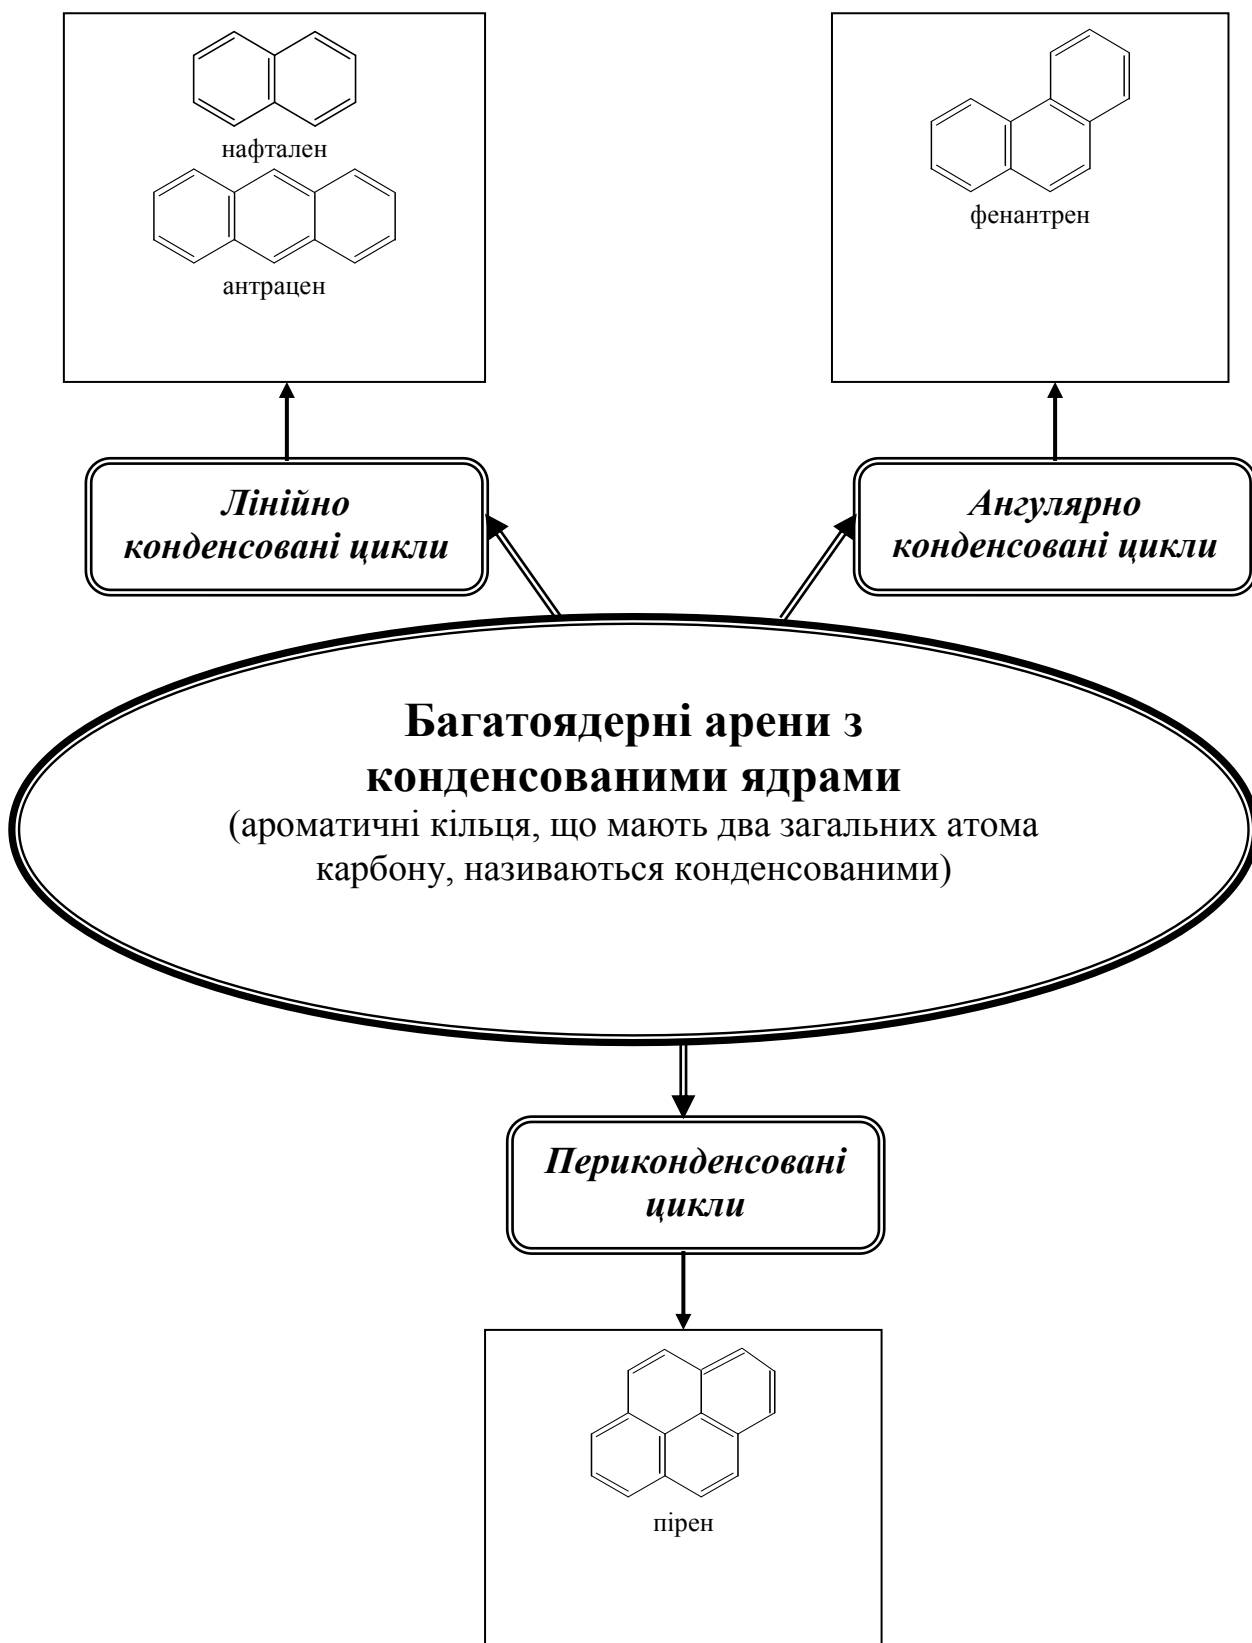 нафтален
антрацен
фенантрен
Лінійно
конденсовані цикли
Ангулярно
конденсовані цикли
Багатоядерні арени з
конденсованими ядрами
(ароматичні кільця, що мають два загальних атома
карбону, називаються конденсованими)
Периконденсовані
цикли
пірен